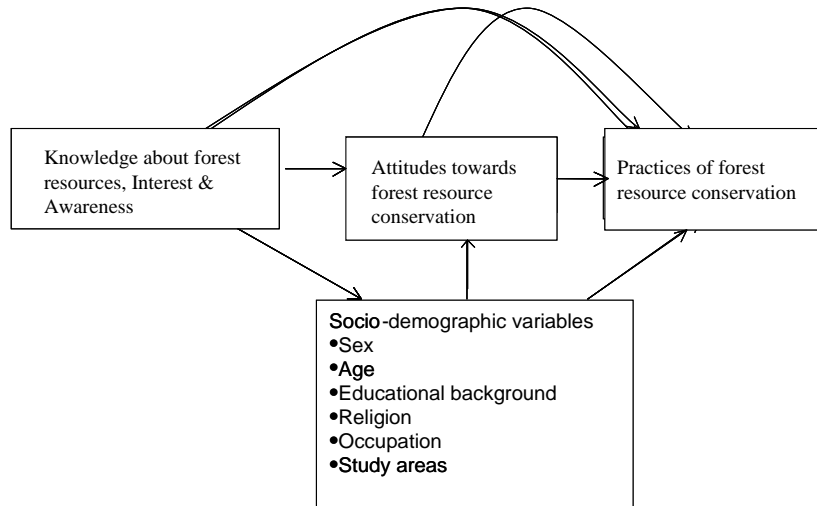 Knowledge about forest
resources, Interest &
Awareness
Attitudes towards
forest resource
conservation
Practices of forest
resource conservation
Socio-demographic variables
•Sex
•Age
•Educational background
•Religion
•Occupation
•Study areas